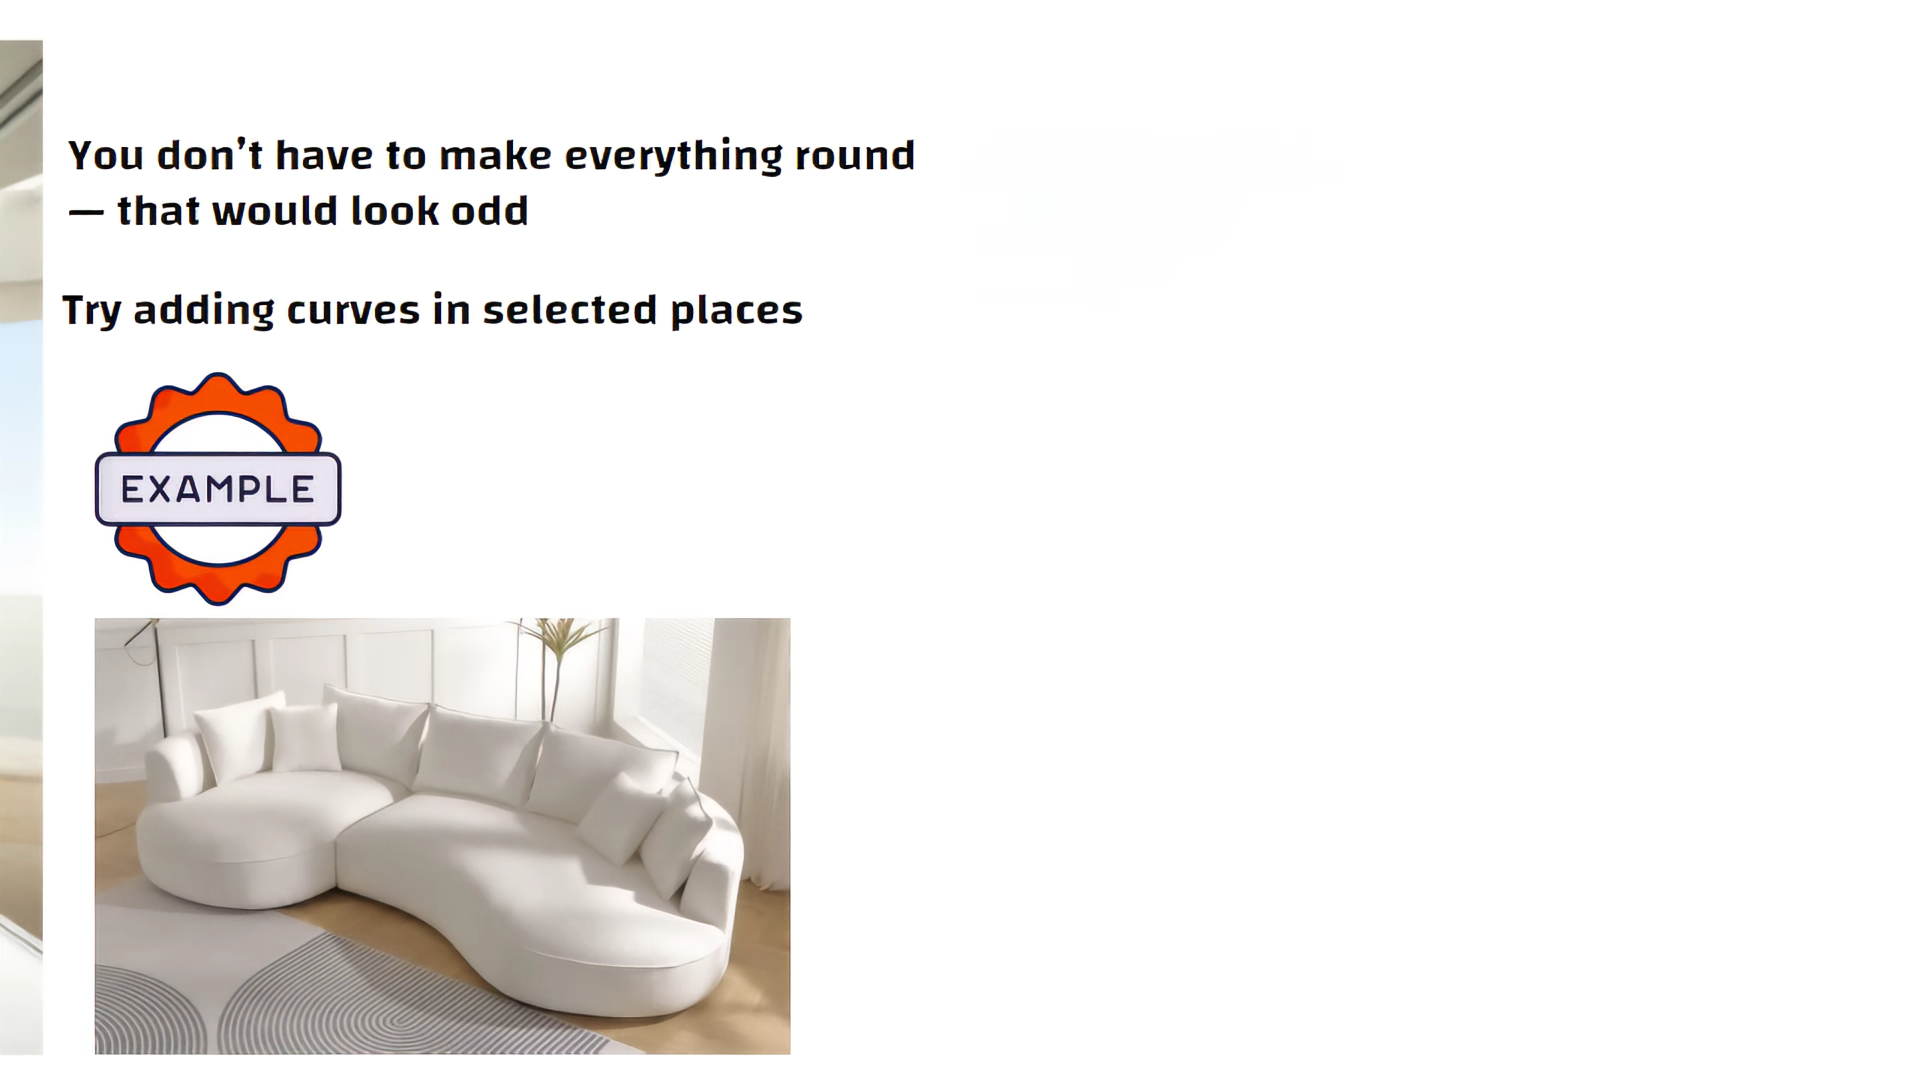 You don’t have to make everything round
— that would look odd
Try adding curves in selected places
EXAMPLE